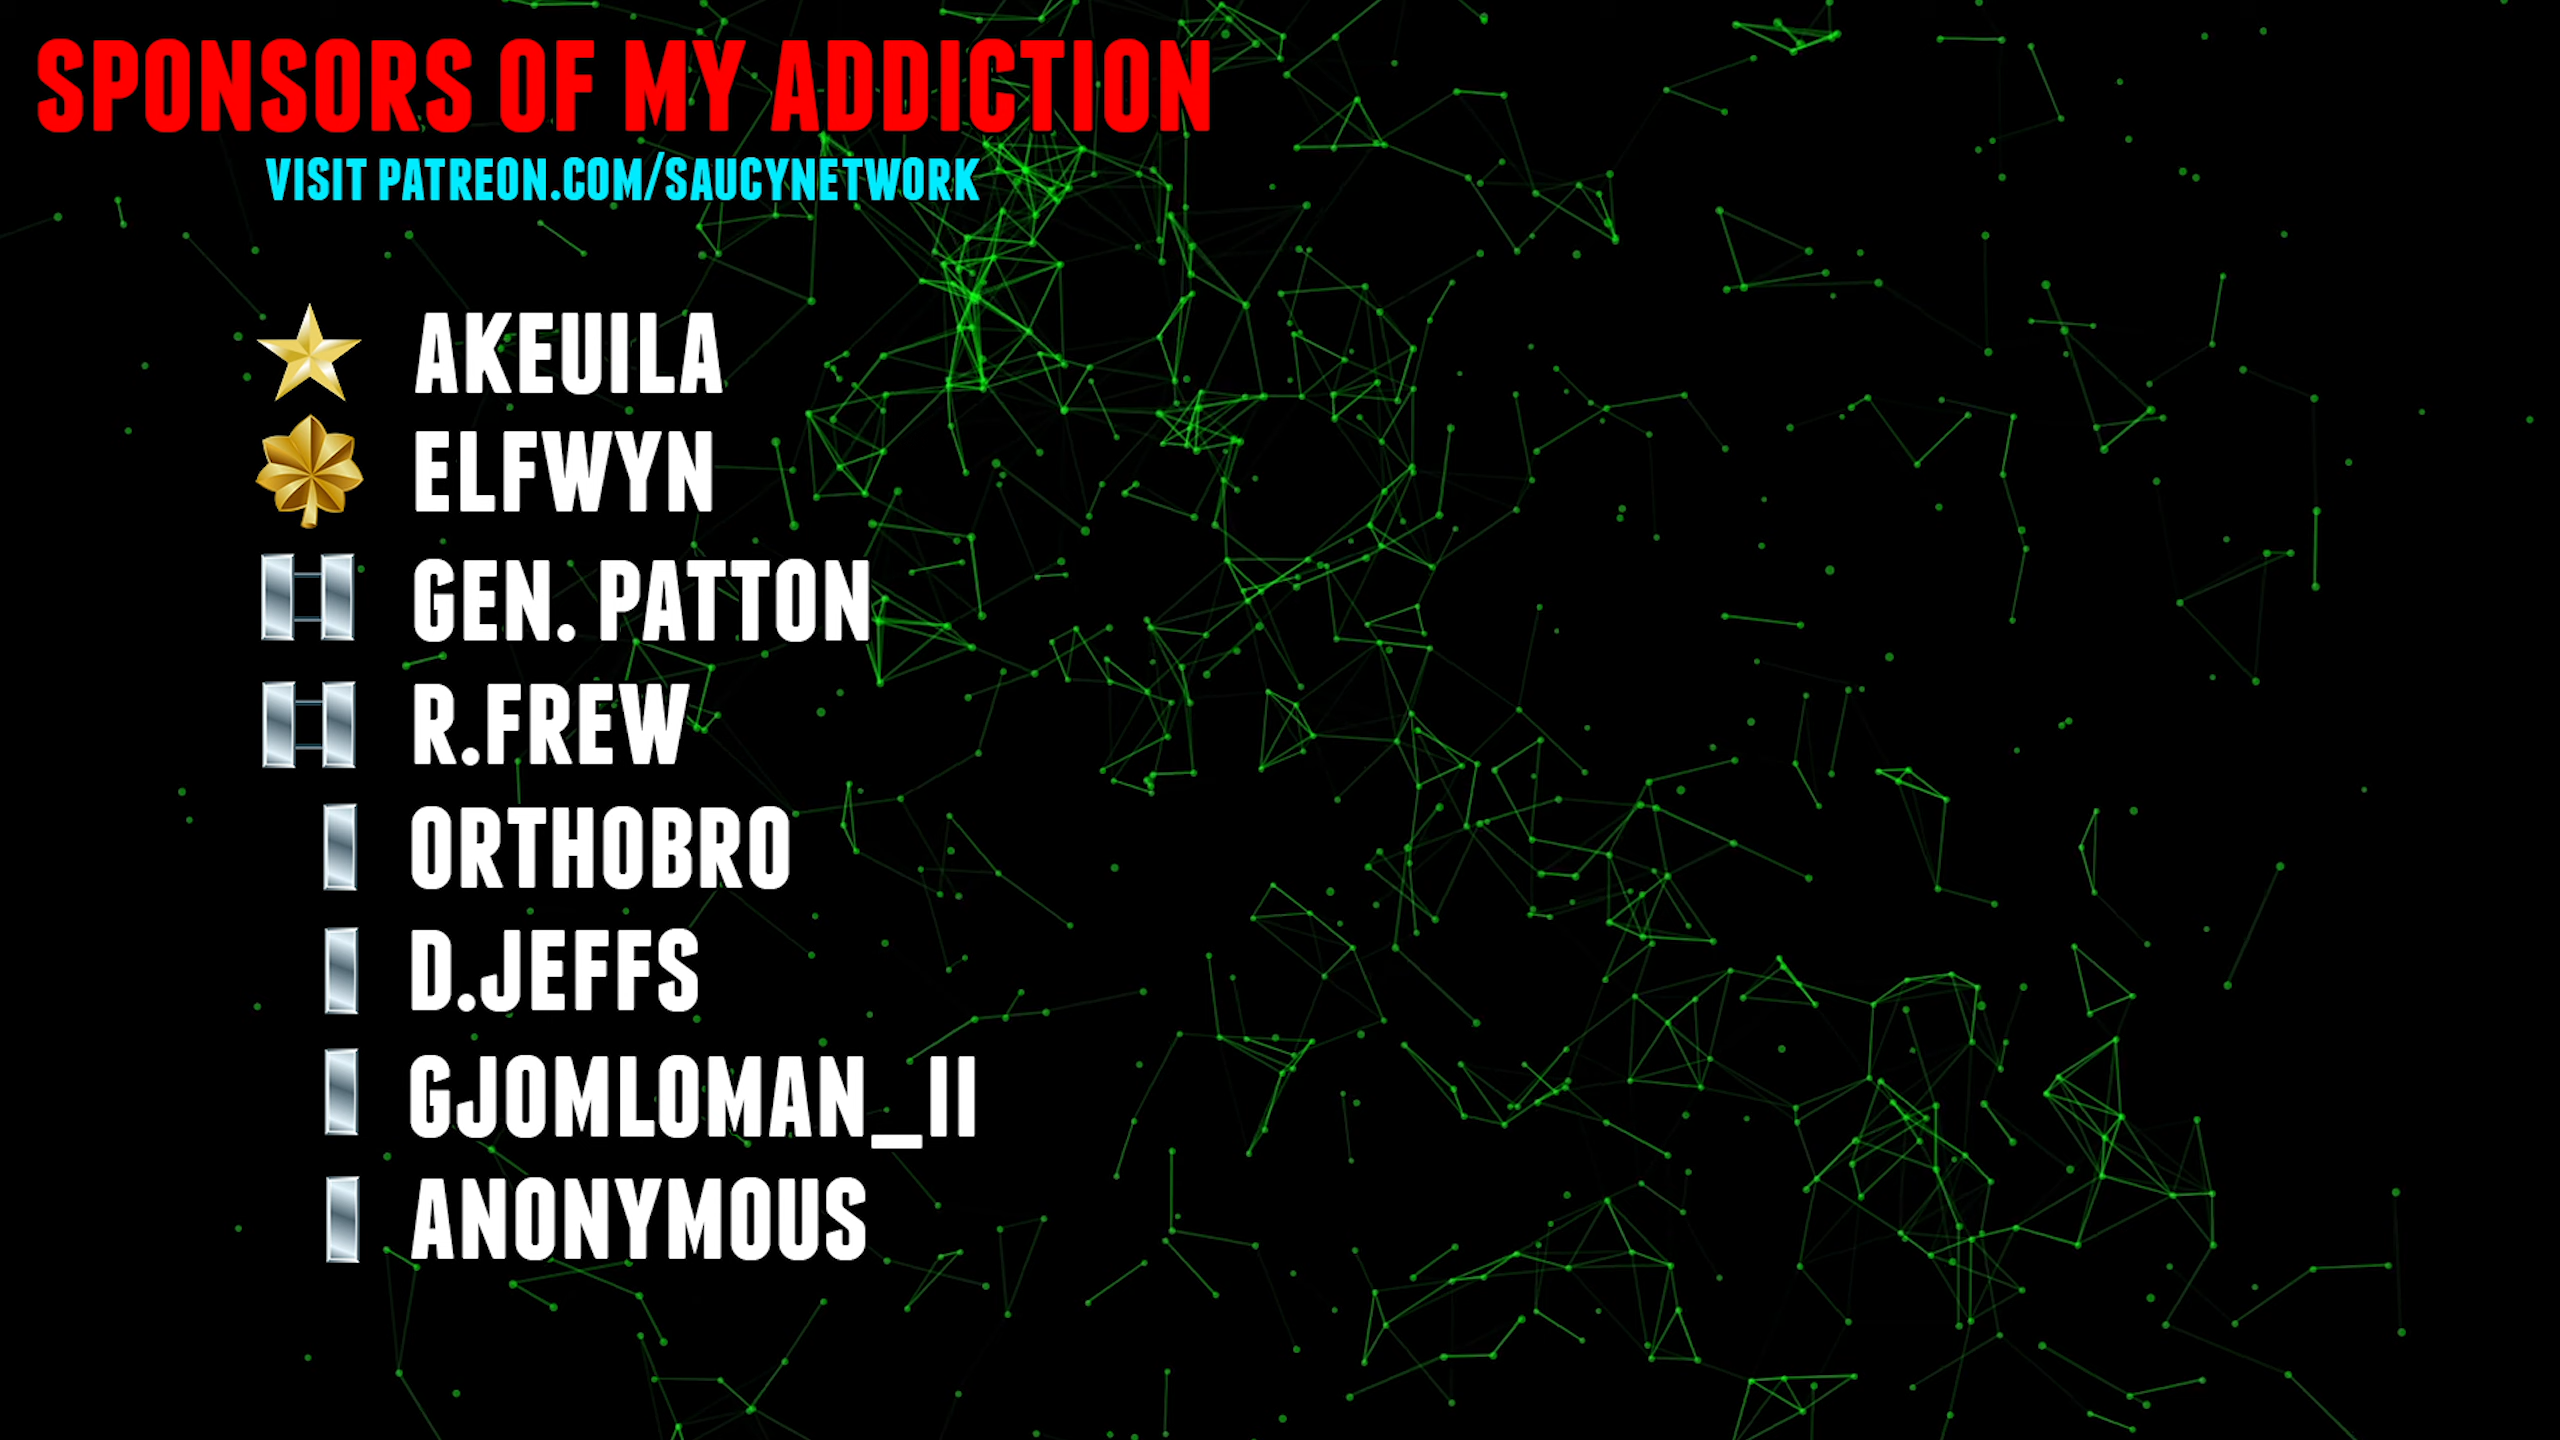 SPONSORS OF MY ADDICTION
VISIT PATREON.COM/SAUCYNETWORK
AKEUILA
ELFWYN
GEN. PATTON
R.FREW
ORTHOBRO
D.JEFFS
GJOMLOMAN_II
ANONYMOUS